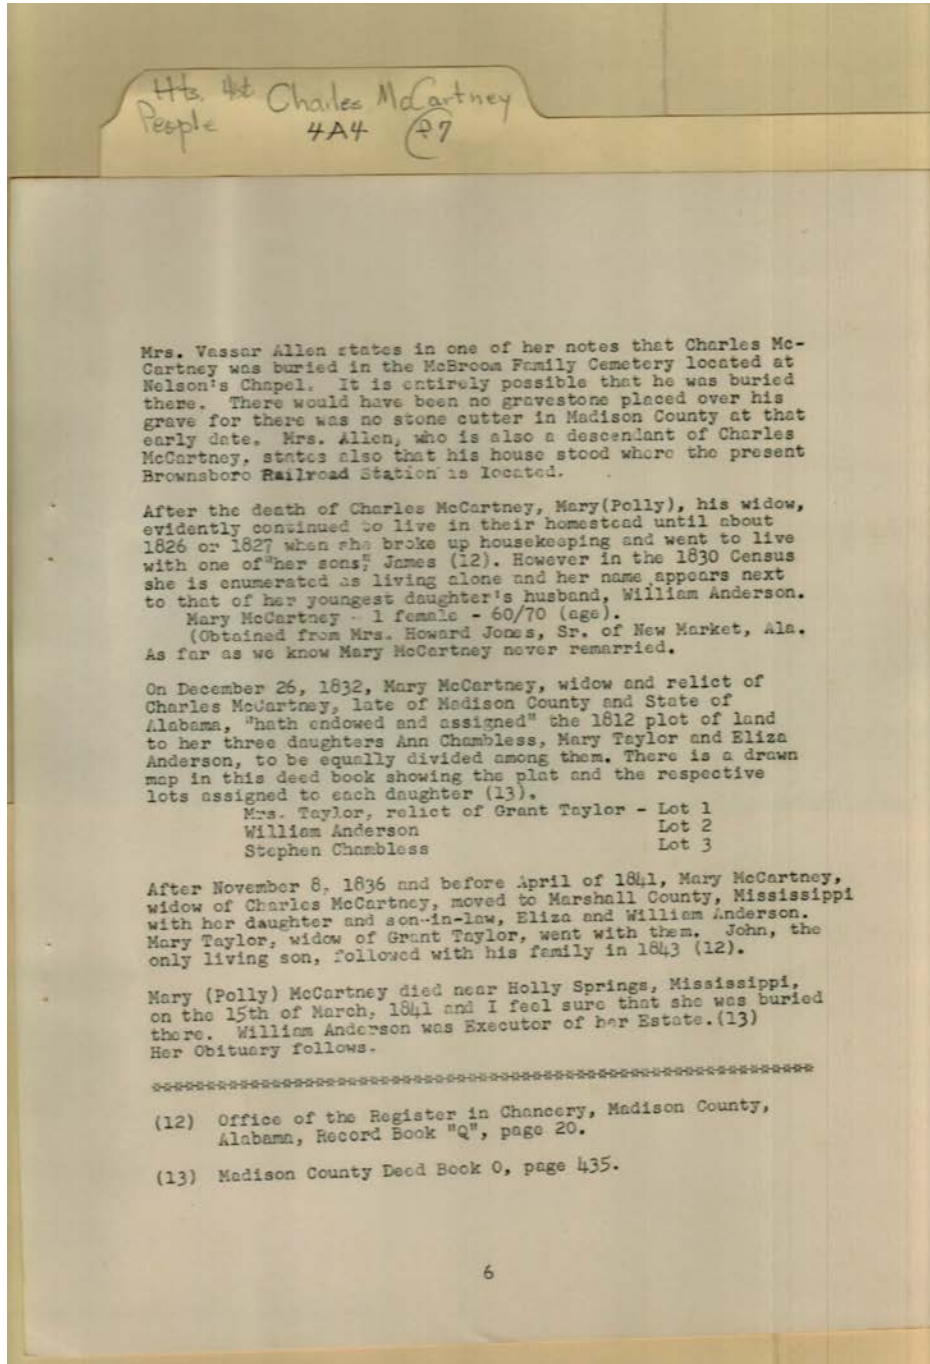 Hts. 4st Charles McCartney
People 4A4 P7
Mrs. Vassar Allen states in one of her notes that Charles Mc-
Cartney was buried in the McBroom Family Cemetery located at
Nelson's Chapel. It is entirely possible that he was buried
there. There would have been no gravestone placed over his
grave for there was no stone cutter in Madison County at that
early date. Mrs. Allen, who is also a descendant of Charles
McCartney, states also that his house stood where the present
Brownsboro Railroad Station is located.
After the death of Charles McCartney, Mary(Polly), his widow,
evidently continued to live in their homestead until about
1826 or 1827 when she broke up housekeeping and went to live
with one of "her sons", James (12). However in the 1830 Census
she is enumerated as living alone and her name appears next
to that of her youngest daughter's husband, William Anderson.
Mary McCartney - 1 female - 60/70 (age).
(Obtained from Mrs. Howard Jones, Sr. of New Market, Ala.
As far as we know Mary McCartney never remarried.
On December 26, 1832, Mary McCartney, widow and relict of
Charles McCartney, late of Madison County and State of
Alabama, "hath endowed and assigned" the 1812 plot of land
to her three daughters Ann Chambless, Mary Taylor and Eliza
Anderson, to be equally divided among them. There is a drawn
map in this deed book showing the plat and the respective
lots assigned to each daughter (13).
Mrs. Taylor, relict of Grant Taylor - Lot 1
William Anderson Lot 2
Stephen Chambless Lot 3
After November 8, 1836 and before April of 1841, Mary McCartney,
widow of Charles McCartney, moved to Marshall County, Mississippi
with her daughter and son-in-law, Eliza and William Anderson.
Mary Taylor, widow of Grant Taylor, went with them. John, the
only living son, followed with his family in 1843 (12).
Mary (Polly) McCartney died near Holly Springs, Mississippi,
on the 15th of March, 1841 and I feel sure that she was buried
there. William Anderson was Executor of her Estate.(13)
Her Obituary follows.
************************************************************
(12) Office of the Register in Chancery, Madison County,
Alabama, Record Book "Q", page 20.
(13) Madison County Deed Book O, page 435.
6